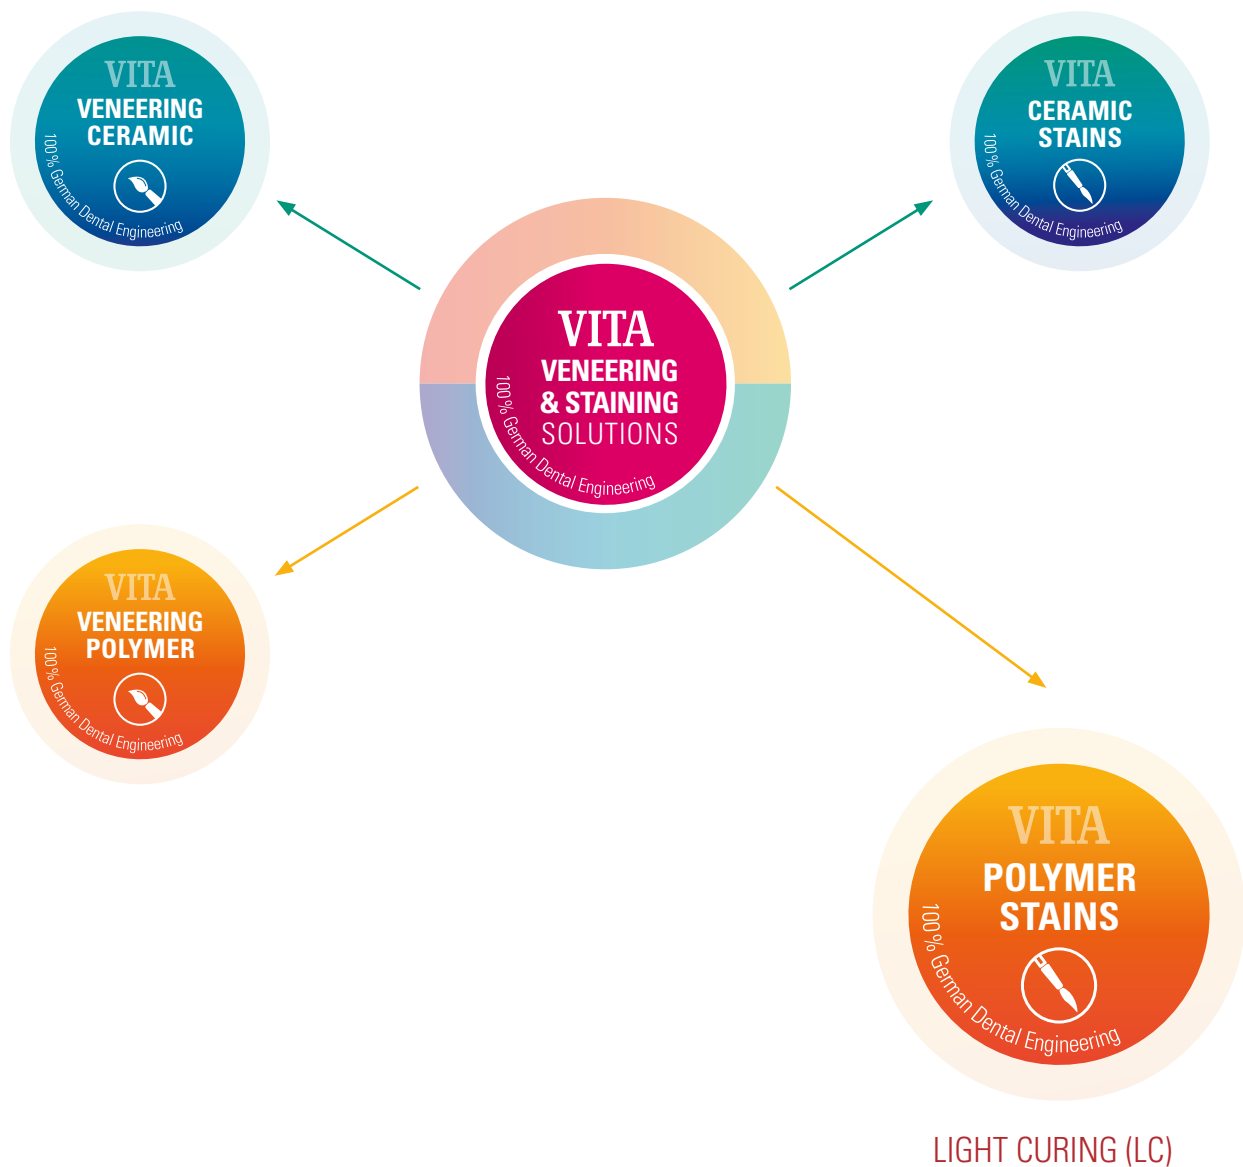 VITA
VENEERING
CERAMIC
100% German Dental Engineering
VITA
CERAMIC
STAINS
100% German Dental Engineering
VITA
VENEERING
& STAINING
SOLUTIONS
100% German Dental Engineering
VITA
VENEERING
POLYMER
100% German Dental Engineering
VITA
POLYMER
STAINS
100% German Dental Engineering
LIGHT CURING (LC)